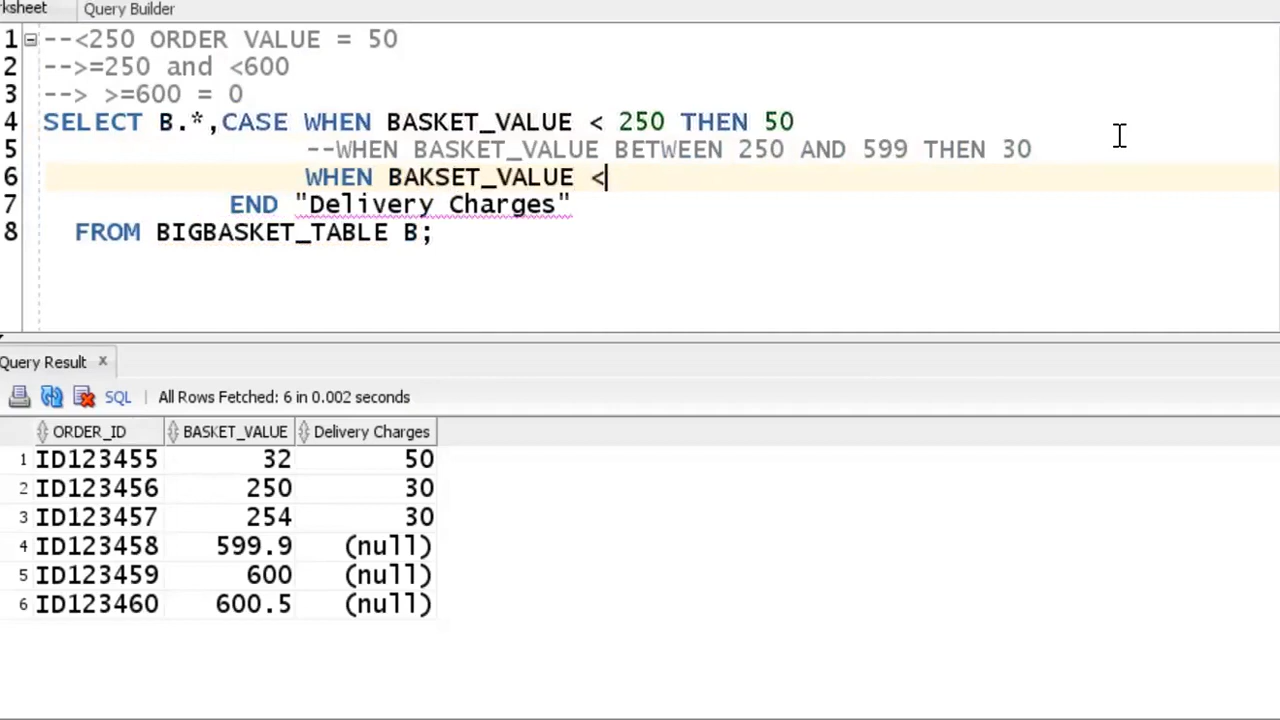 rksheet Query Builder
1 --<250 ORDER VALUE = 50
2 -->=250 and <600
3 --> >=600 = 0
4 SELECT B.*,CASE WHEN BASKET_VALUE < 250 THEN 50
5 --WHEN BASKET_VALUE BETWEEN 250 AND 599 THEN 30
6 WHEN BAKSET_VALUE <
7 END "Delivery Charges"
8 FROM BIGBASKET_TABLE B;
Query Result x
SQL | All Rows Fetched: 6 in 0.002 seconds
ORDER_ID BASKET_VALUE Delivery Charges
1 ID123455 32 50
2 ID123456 250 30
3 ID123457 254 30
4 ID123458 599.9 (null)
5 ID123459 600 (null)
6 ID123460 600.5 (null)